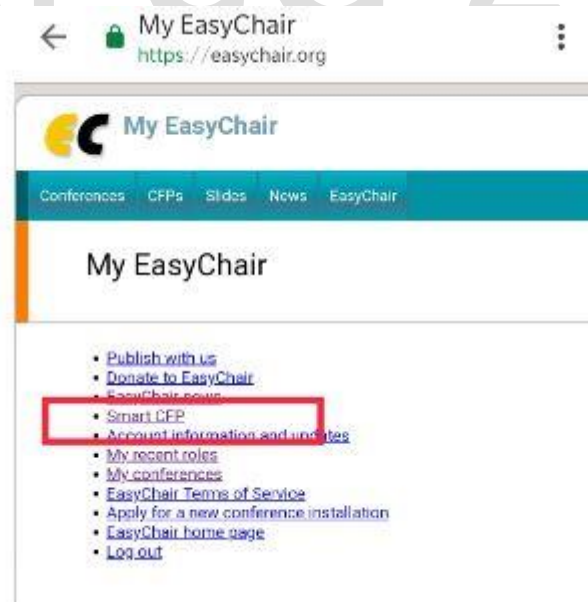 My EasyChair
https://easychair.org
EC My EasyChair
Conferences CFPs Slides News EasyChair
My EasyChair
• Publish with us
• Donate to EasyChair
• EasyChair news
• Smart CFP
• Account information and updates
• My recent roles
• My conferences
• EasyChair Terms of Service
• Apply for a new conference installation
• EasyChair home page
• Log out